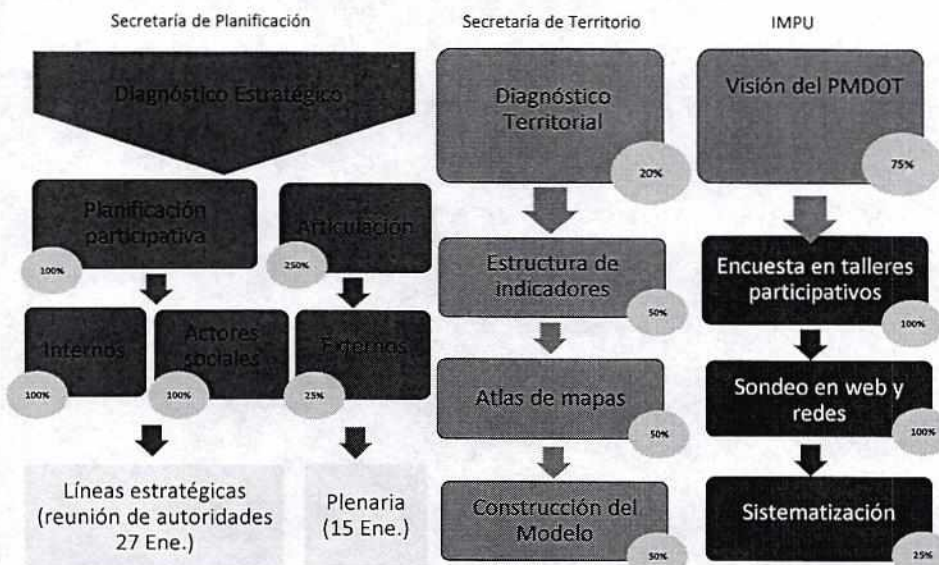 Secretaría de Planificación
Diagnóstico Estratégico
Planificación
participativa
100%
Articulación
250%
Internos
100%
Actores
sociales
100%
Externos
25%
Líneas estratégicas
(reunión de autoridades
27 Ene.)
Plenaria
(15 Ene.)
Secretaría de Territorio
Diagnóstico
Territorial
20%
Estructura de
indicadores
50%
Atlas de mapas
50%
Construcción del
Modelo
50%
IMPU
Visión del PMDOT
75%
Encuesta en talleres
participativos
100%
Sondeo en web y
redes
100%
Sistematización
25%